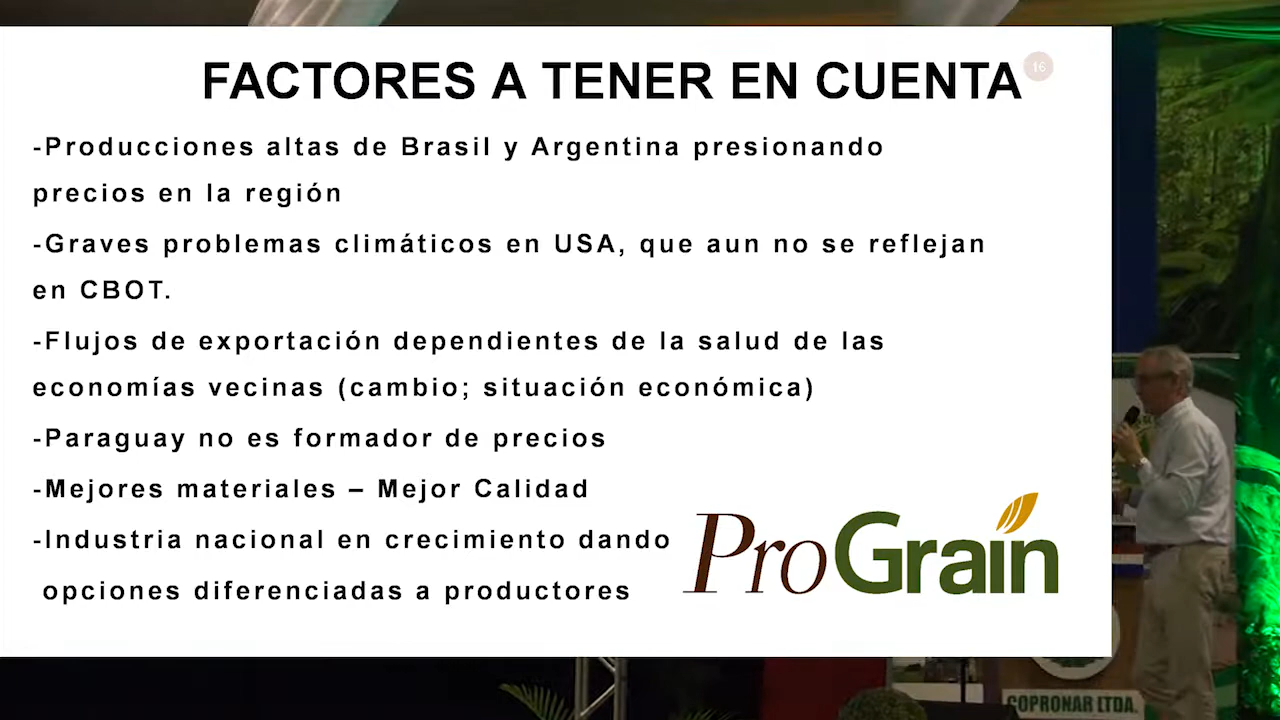 FACTORES A TENER EN CUENTA
16
-Producciones altas de Brasil y Argentina presionando
precios en la región
-Graves problemas climáticos en USA, que aun no se reflejan
en CBOT.
-Flujos de exportación dependientes de la salud de las
economías vecinas (cambio; situación económica)
-Paraguay no es formador de precios
-Mejores materiales – Mejor Calidad
-Industria nacional en crecimiento dando
opciones diferenciadas a productores
ProGrain
COPRONAR LTDA.